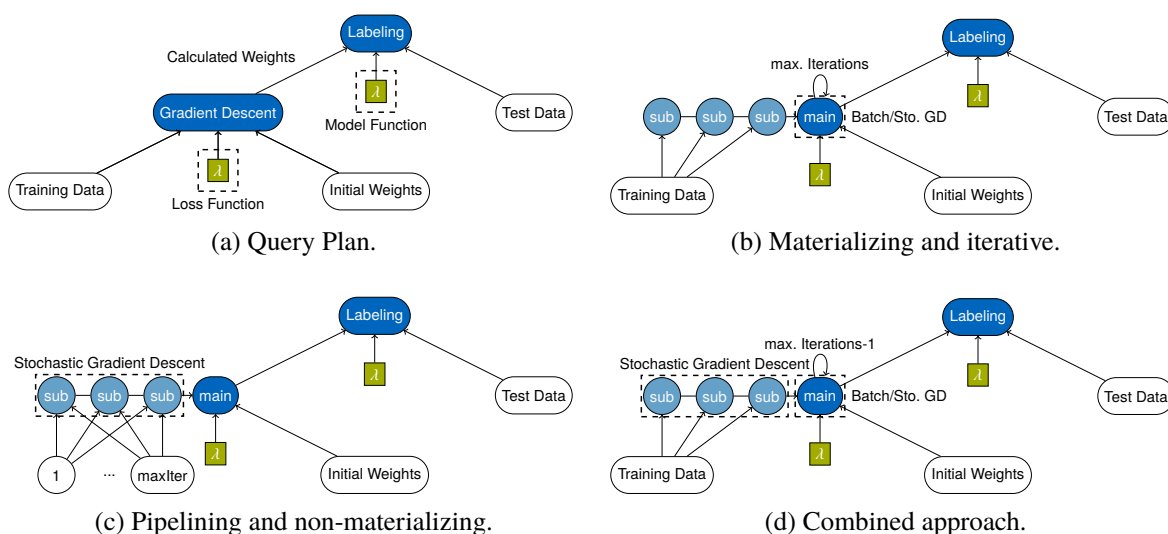 Labeling
Calculated Weights
λ
Gradient Descent
Model Function
Test Data
λ
Training Data
Initial Weights
Loss Function
(a) Query Plan.
Labeling
max. Iterations
λ
sub sub sub main Batch/Sto. GD
Test Data
λ
Training Data
Initial Weights
(b) Materializing and iterative.
Labeling
Stochastic Gradient Descent
λ
sub sub sub main
Test Data
λ
1 ... maxIter
Initial Weights
(c) Pipelining and non-materializing.
Labeling
max. Iterations-1
Stochastic Gradient Descent
λ
sub sub sub main Batch/Sto. GD
Test Data
λ
Training Data
Initial Weights
(d) Combined approach.